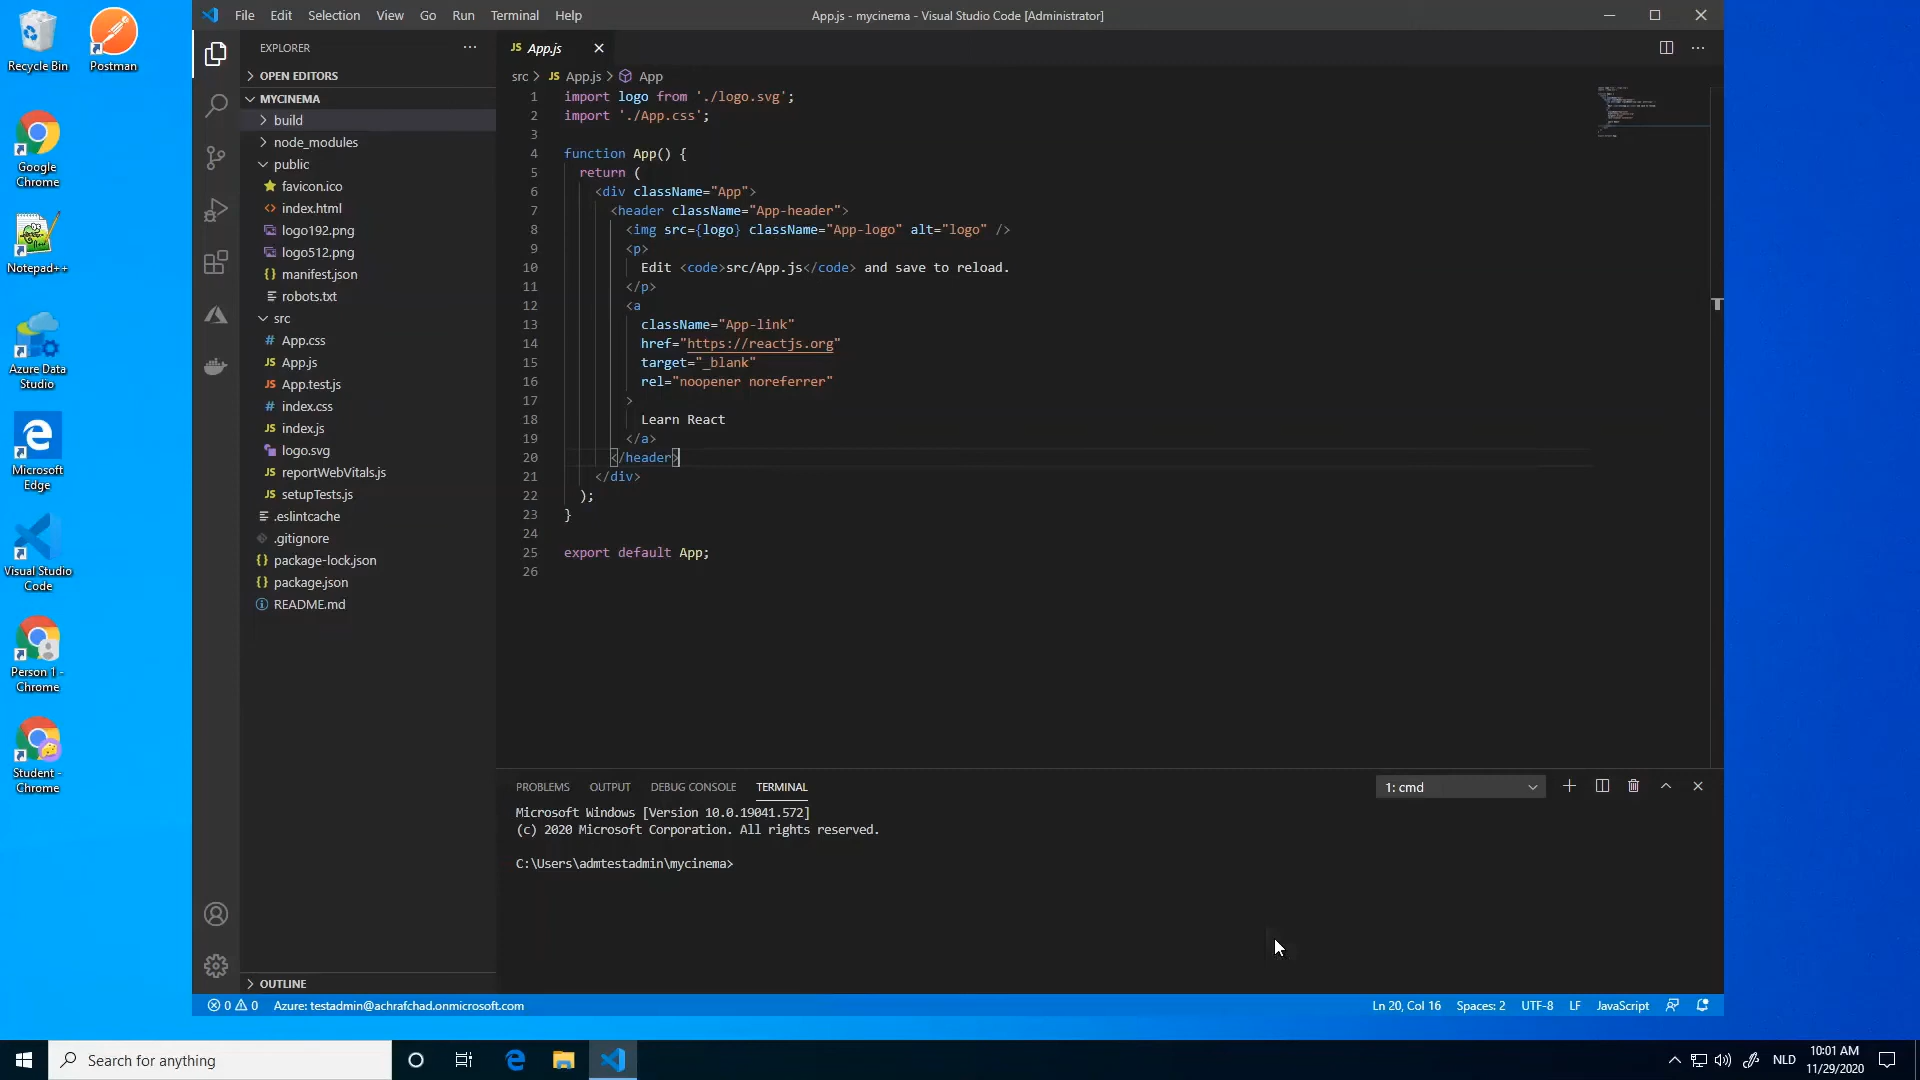 Recycle Bin
Postman
Google
Chrome
Notepad++
Azure Data
Studio
Microsoft
Edge
Visual Studio
Code
Person 1 -
Chrome
Student -
Chrome
File Edit Selection View Go Run Terminal Help
App.js - mycinema - Visual Studio Code [Administrator]
EXPLORER
OPEN EDITORS
MYCINEMA
build
node_modules
public
favicon.ico
index.html
logo192.png
logo512.png
manifest.json
robots.txt
src
App.css
App.js
App.test.js
index.css
index.js
logo.svg
reportWebVitals.js
setupTests.js
.eslintcache
.gitignore
package-lock.json
package.json
README.md
OUTLINE
JS App.js
src > JS App.js > App
1 import logo from './logo.svg';
2 import './App.css';
3
4 function App() {
5 return (
6 <div className="App">
7 <header className="App-header">
8 <img src={logo} className="App-logo" alt="logo" />
9 <p>
10 Edit <code>src/App.js</code> and save to reload.
11 </p>
12 <a
13 className="App-link"
14 href="https://reactjs.org"
15 target="_blank"
16 rel="noopener noreferrer"
17 >
18 Learn React
19 </a>
20 </header>
21 </div>
22 );
23 }
24
25 export default App;
26
PROBLEMS OUTPUT DEBUG CONSOLE TERMINAL
1: cmd
Microsoft Windows [Version 10.0.19041.572]
(c) 2020 Microsoft Corporation. All rights reserved.
C:\Users\admtestadmin\mycinema>
0 0 Azure: testadmin@achrafchad.onmicrosoft.com
Ln 20, Col 16 Spaces: 2 UTF-8 LF JavaScript
Search for anything
NLD
10:01 AM
11/29/2020